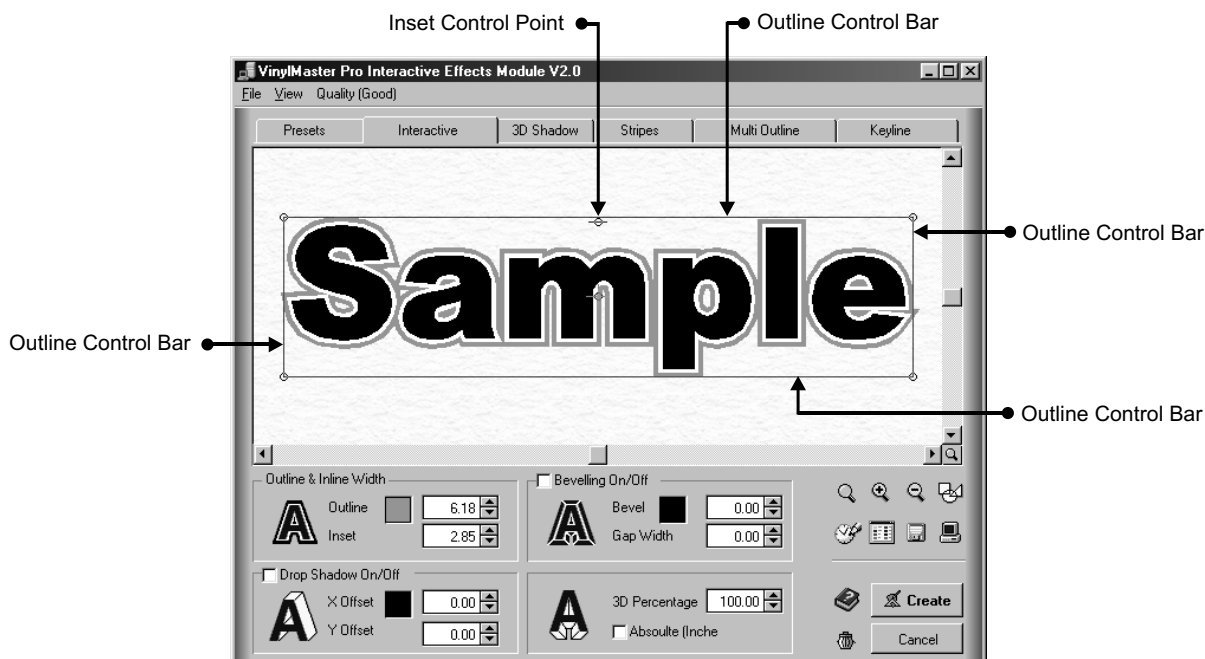 Inset Control Point
Outline Control Bar
VinylMaster Pro Interactive Effects Module V2.0
File View Quality (Good)
Presets Interactive 3D Shadow Stripes Multi Outline Keyline
Sample
Outline Control Bar
Outline Control Bar
Outline Control Bar
Outline & Inline Width
Outline 6.18
Inset 2.85
Bevelling On/Off
Bevel 0.00
Gap Width 0.00
Drop Shadow On/Off
X Offset 0.00
Y Offset 0.00
3D Percentage 100.00
Absoulte (Inche
Create
Cancel